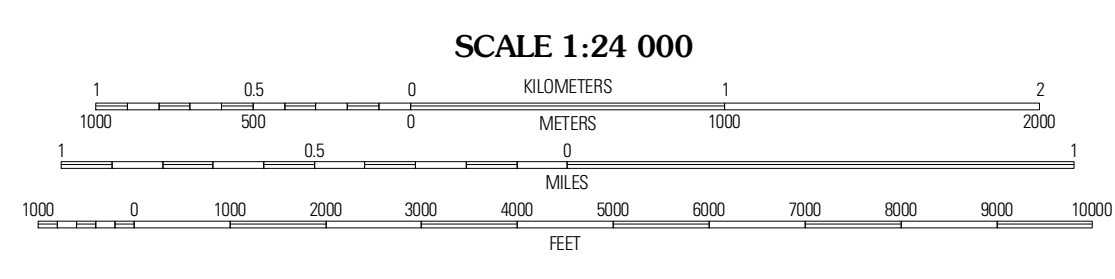 SCALE 1:24 000
1 0.5 0 KILOMETERS 1 2
1000 500 0 METERS 1000 2000
1 0.5 0 1
MILES
1000 0 1000 2000 3000 4000 5000 6000 7000 8000 9000 10000
FEET